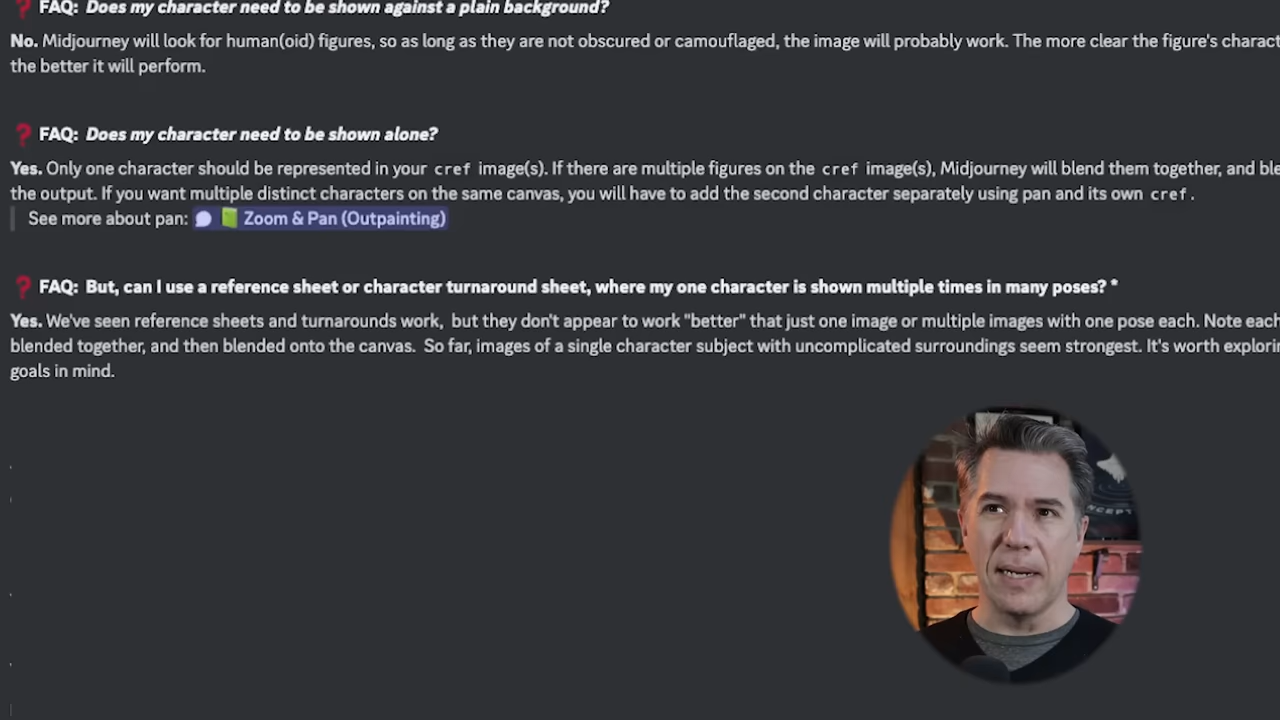 ❓ FAQ: Does my character need to be shown against a plain background?
No. Midjourney will look for human(oid) figures, so as long as they are not obscured or camouflaged, the image will probably work. The more clear the figure's charact
the better it will perform.
❓ FAQ: Does my character need to be shown alone?
Yes. Only one character should be represented in your cref image(s). If there are multiple figures on the cref image(s), Midjourney will blend them together, and ble
the output. If you want multiple distinct characters on the same canvas, you will have to add the second character separately using pan and its own cref.
See more about pan: Zoom & Pan (Outpainting)
❓ FAQ: But, can I use a reference sheet or character turnaround sheet, where my one character is shown multiple times in many poses? *
Yes. We've seen reference sheets and turnarounds work, but they don't appear to work "better" that just one image or multiple images with one pose each. Note each
blended together, and then blended onto the canvas. So far, images of a single character subject with uncomplicated surroundings seem strongest. It's worth explorin
goals in mind.
NCEPT